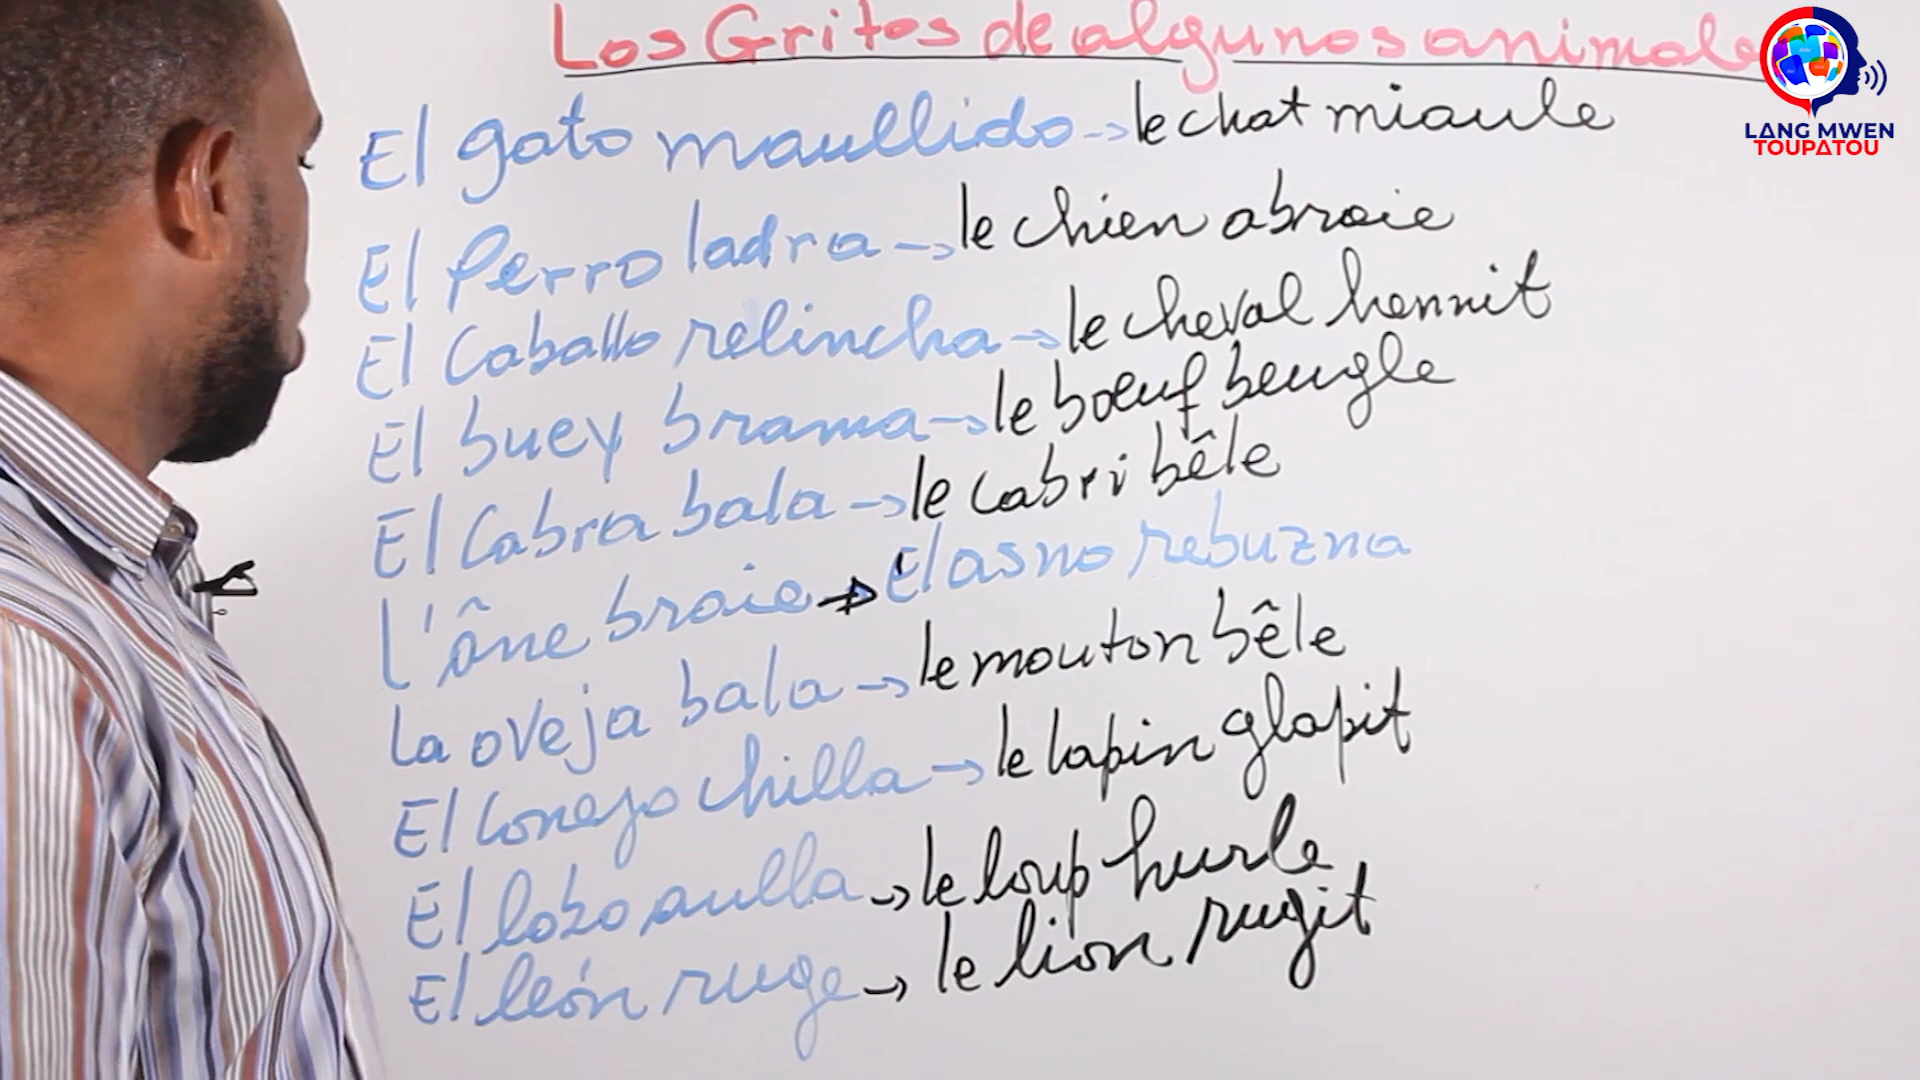 Los Gritos de algunos animale
El gato maullido -> le chat miaule
El Perro ladra -> le chien abraie
El Caballo relincha -> le cheval hennit
El buey brama -> le bœuf beugle
El Cabra bala -> le cabri bêle
L'âne braie -> El asno rebuzna
La oveja bala -> le mouton bêle
El Conejo chilla -> le lapin glapit
El lobo aulla -> le loup hurle
El león ruge -> le lion rugit
LANG MWEN
TOUPATOU